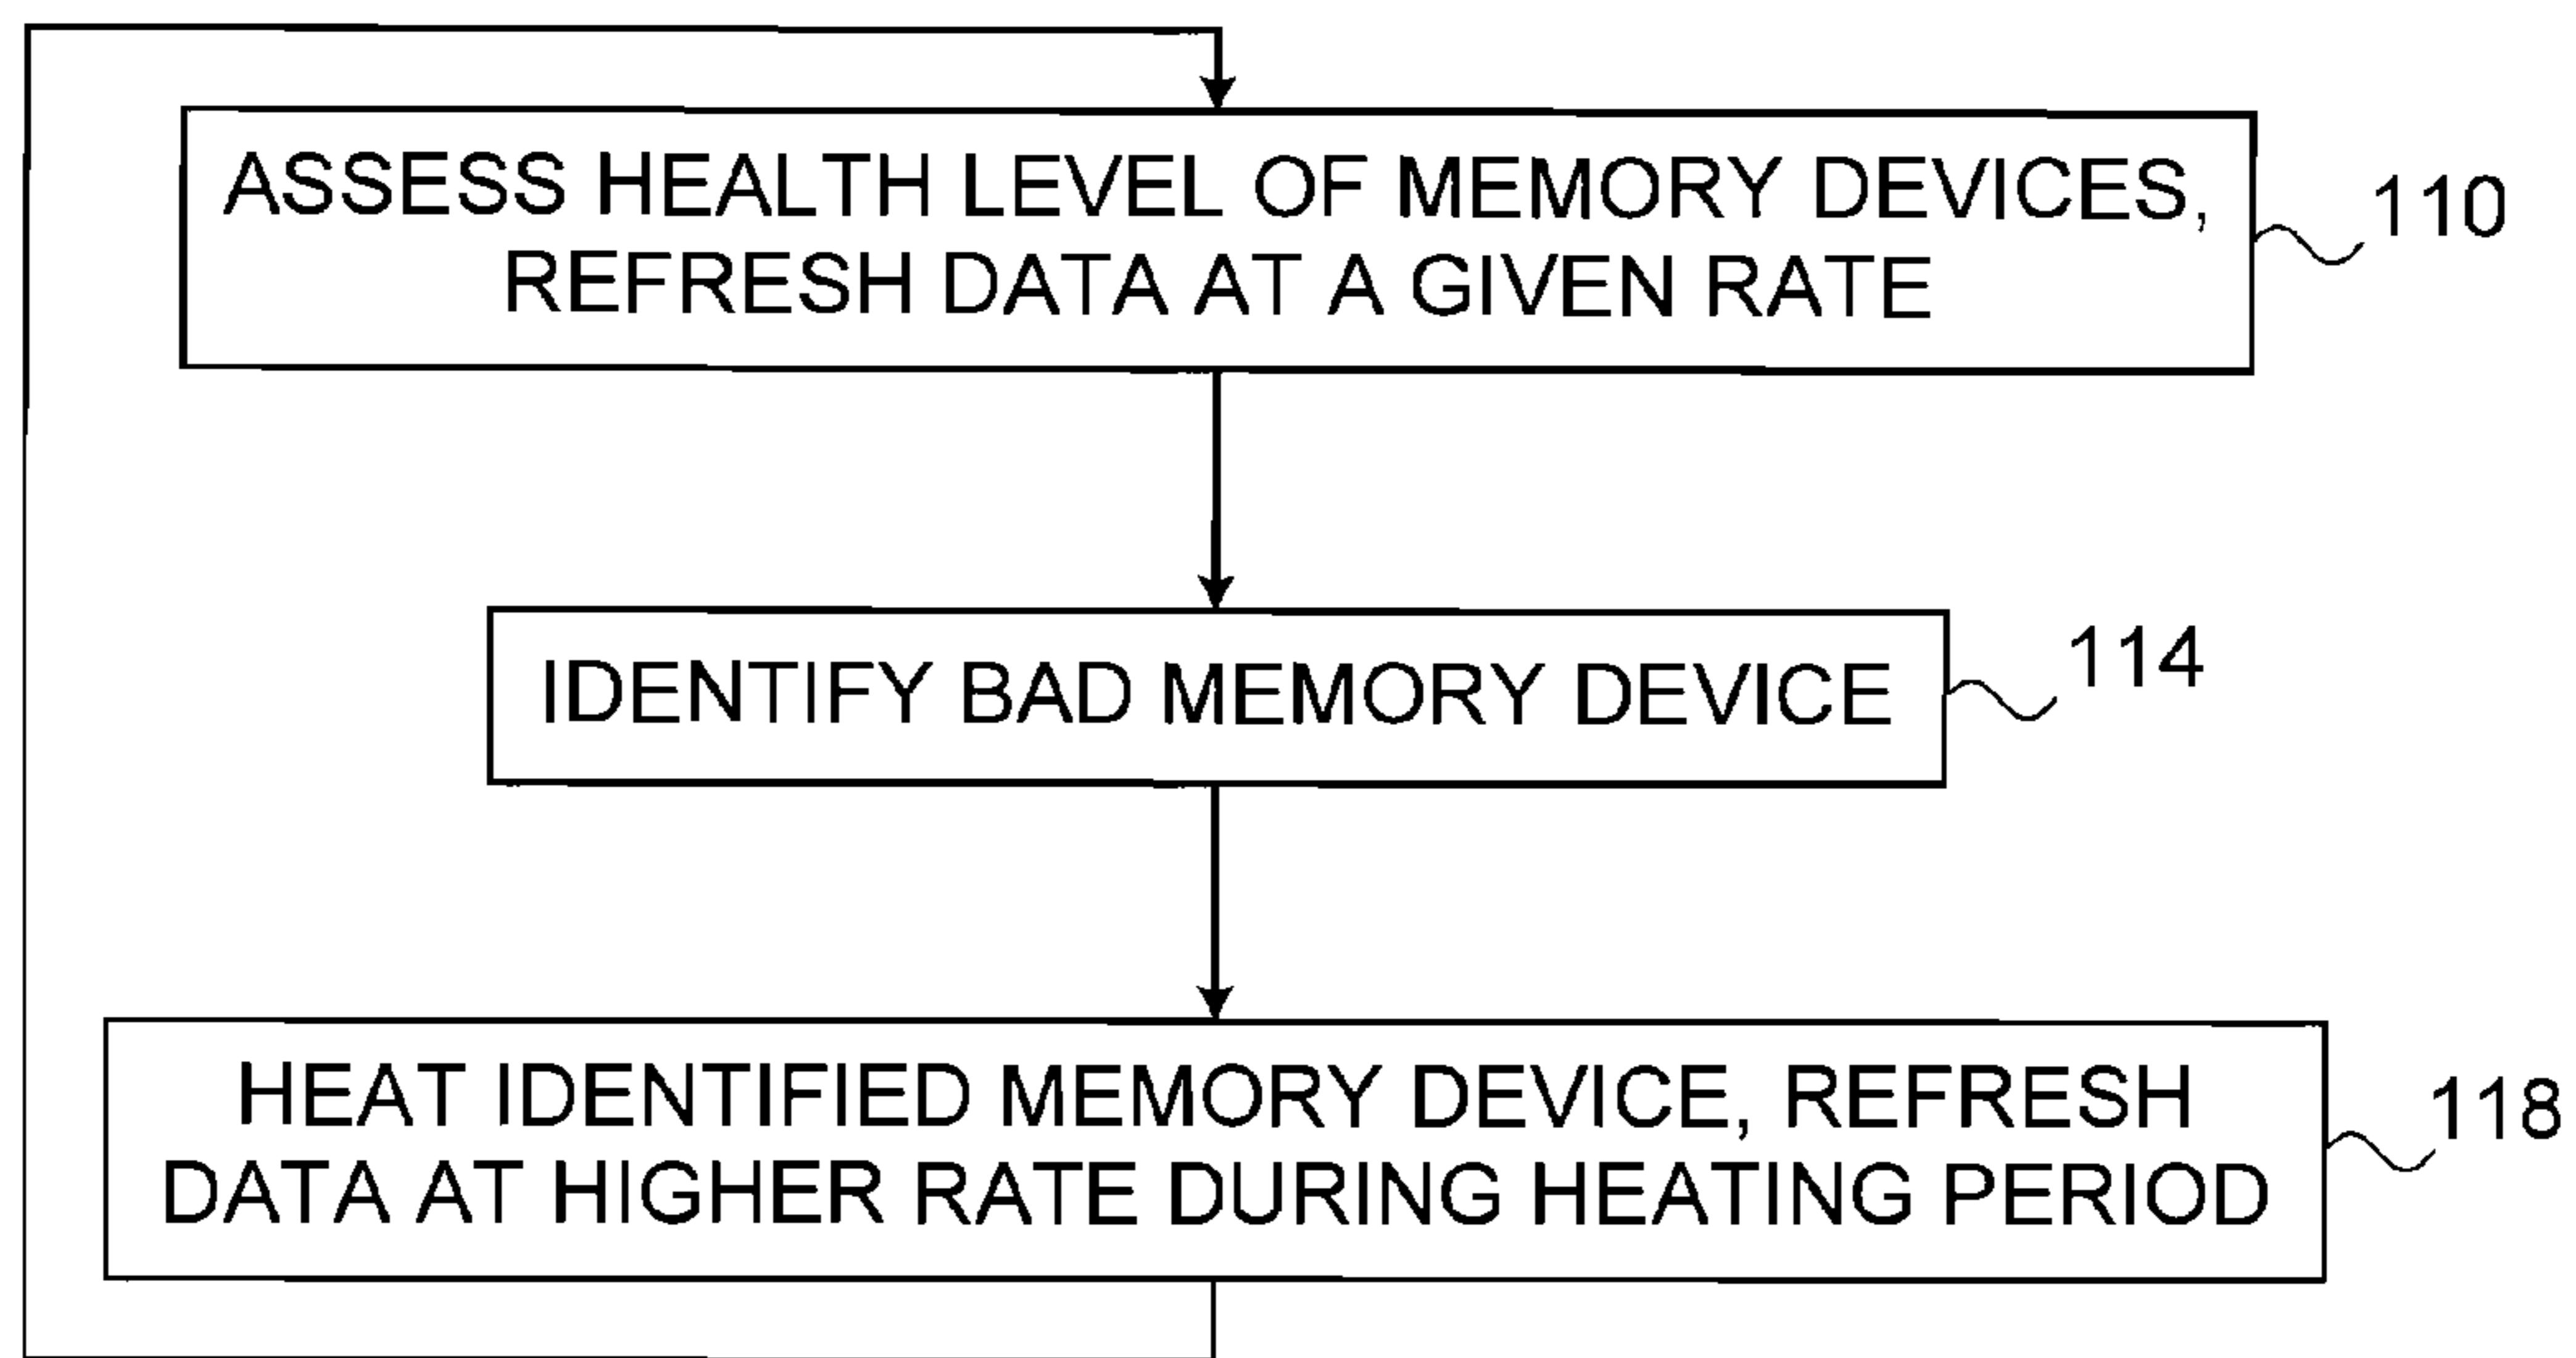 ASSESS HEALTH LEVEL OF MEMORY DEVICES,
REFRESH DATA AT A GIVEN RATE
110
IDENTIFY BAD MEMORY DEVICE
114
HEAT IDENTIFIED MEMORY DEVICE, REFRESH
DATA AT HIGHER RATE DURING HEATING PERIOD
118